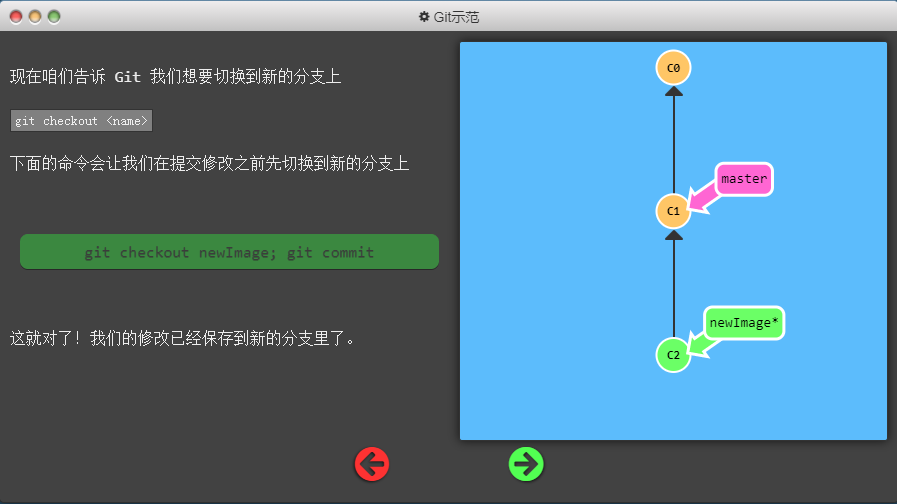 Git示范
现在咱们告诉 Git 我们想要切换到新的分支上
git checkout <name>
下面的命令会让我们在提交修改之前先切换到新的分支上
git checkout newImage; git commit
这就对了! 我们的修改已经保存到新的分支里了。
C0
master
C1
newImage*
C2